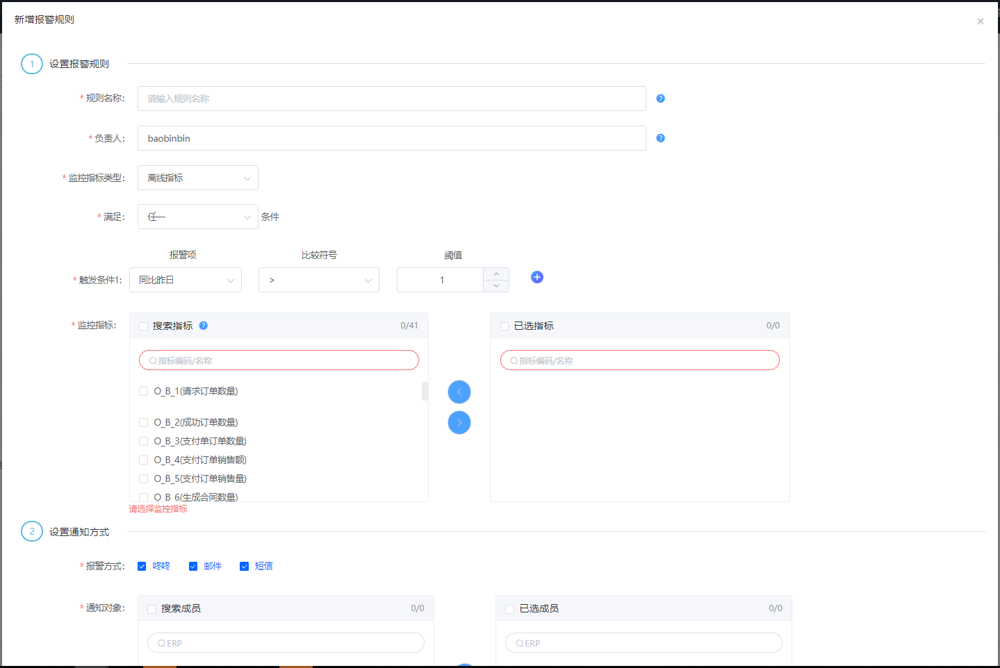 新增报警规则
1 设置报警规则
* 规则名称: 请输入规则名称 ?
* 负责人: baobinbin ?
* 监控指标类型: 离线指标
* 满足: 任一 条件
报警项 比较符号 阈值
* 触发条件1: 同比昨日 > 1
* 监控指标: 搜索指标 ? 0/41 已选指标 0/0
指标编码/名称 指标编码/名称
O_B_1(请求订单数量)
O_B_2(成功订单数量)
O_B_3(支付单订单数量)
O_B_4(支付订单销售额)
O_B_5(支付订单销售量)
O_B_6(生成合同数量)
请选择监控指标
2 设置通知方式
* 报警方式: 咚咚 邮件 短信
* 通知对象: 搜索成员 0/0 已选成员 0/0
ERP ERP